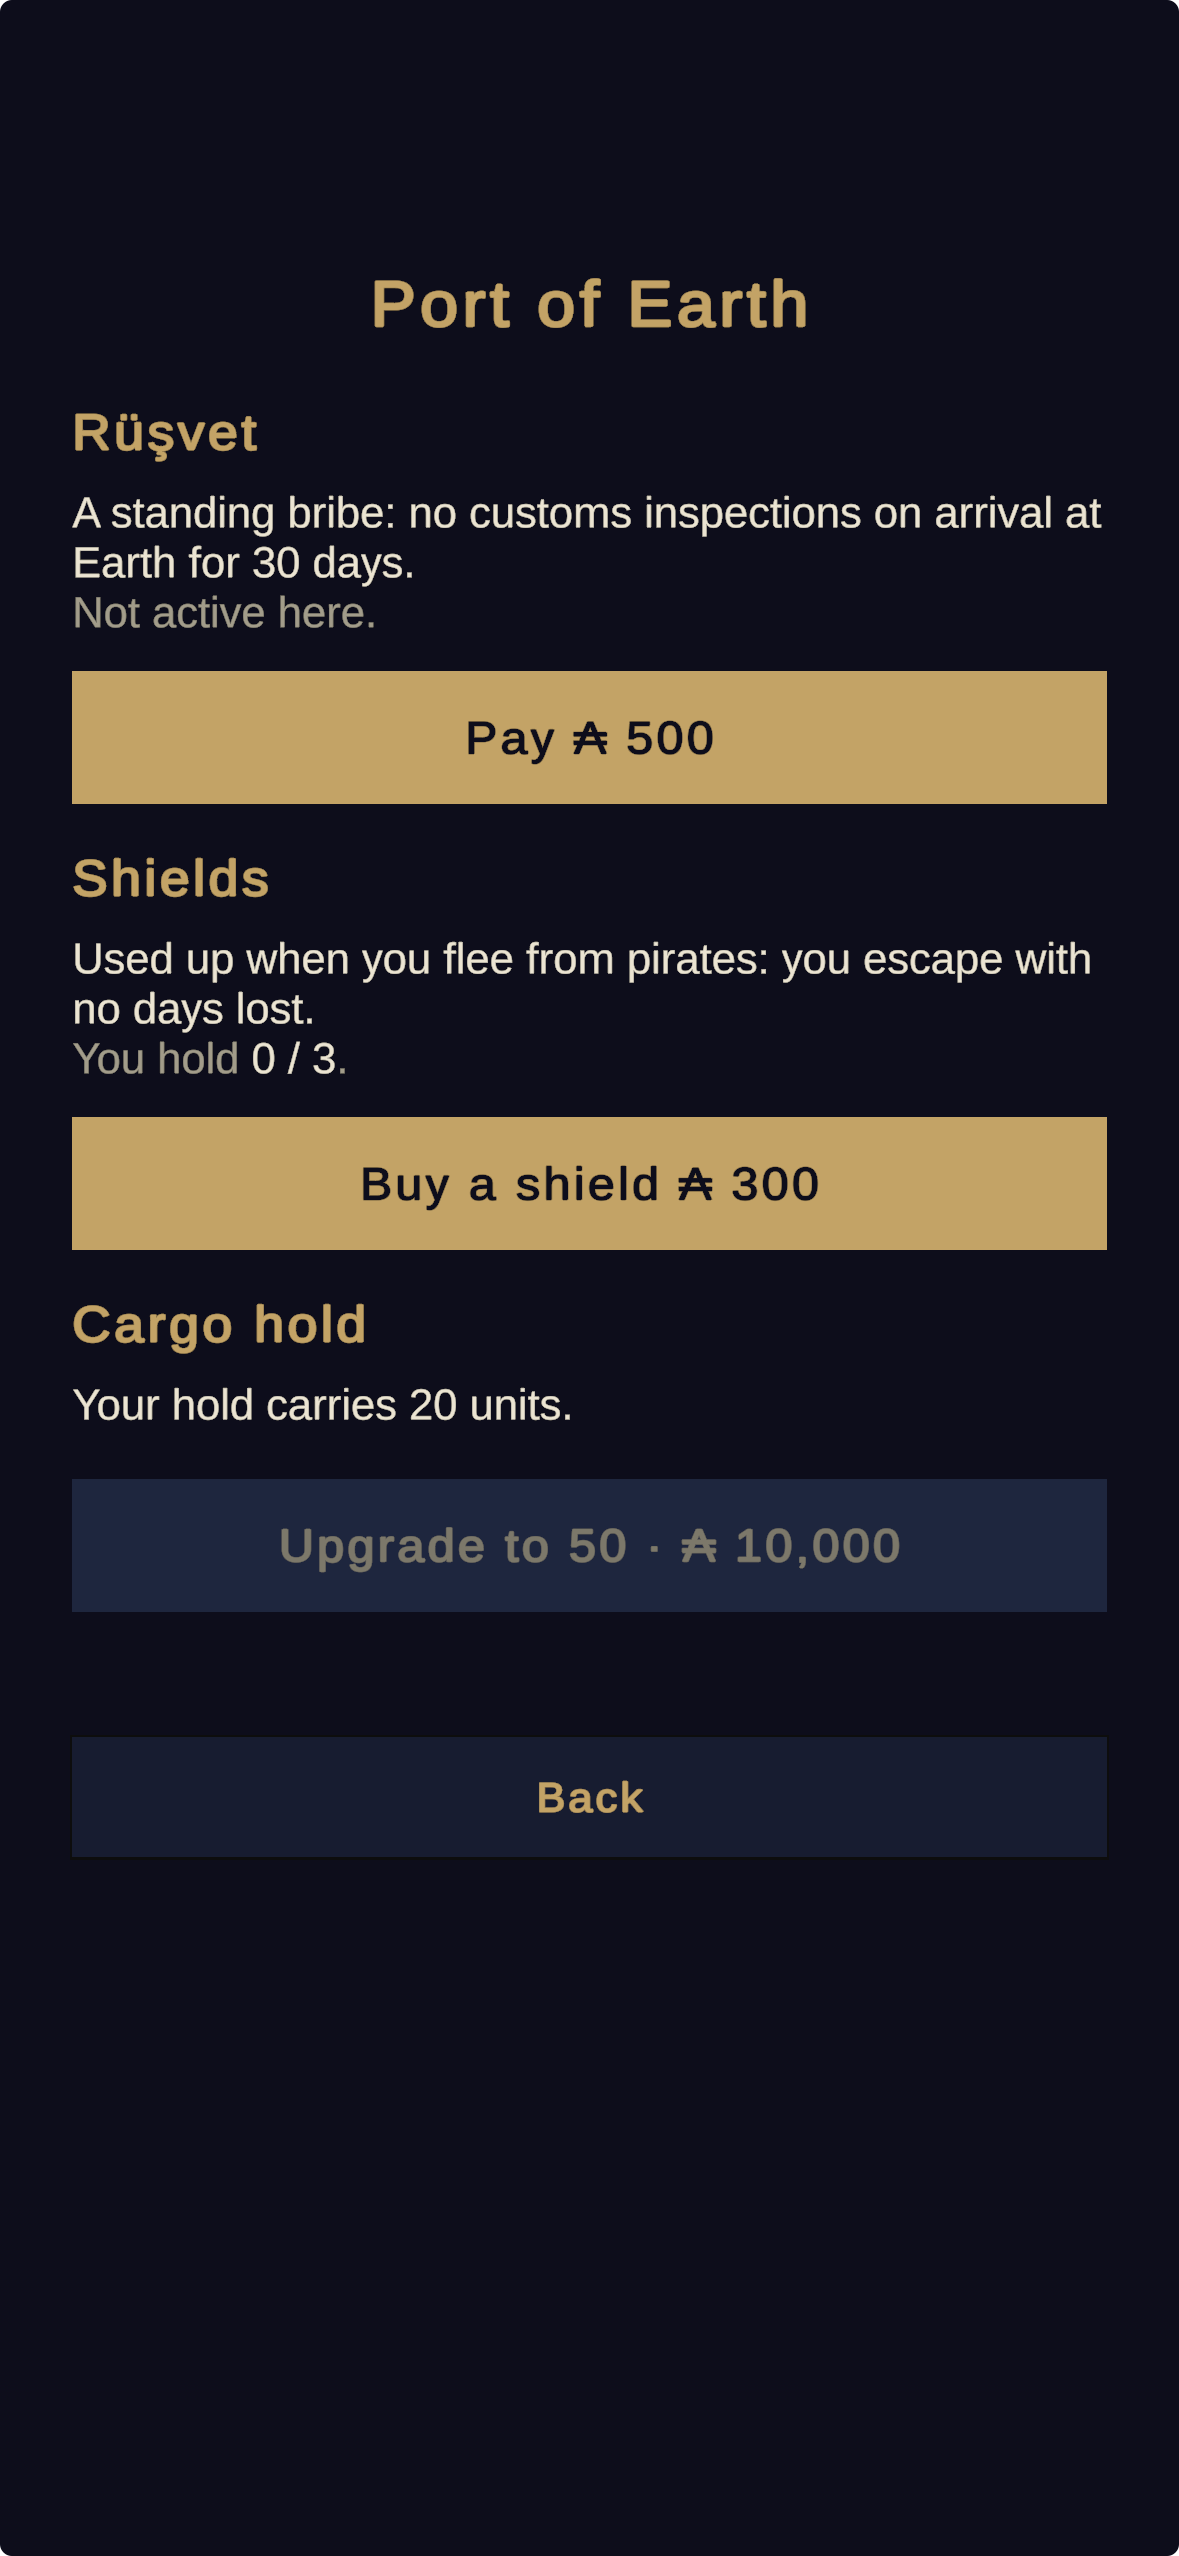 Port of Earth
Rüşvet
A standing bribe: no customs inspections on arrival at
Earth for 30 days.
Not active here.
Pay ₳ 500
Shields
Used up when you flee from pirates: you escape with
no days lost.
You hold 0 / 3.
Buy a shield ₳ 300
Cargo hold
Your hold carries 20 units.
Upgrade to 50 · ₳ 10,000
Back